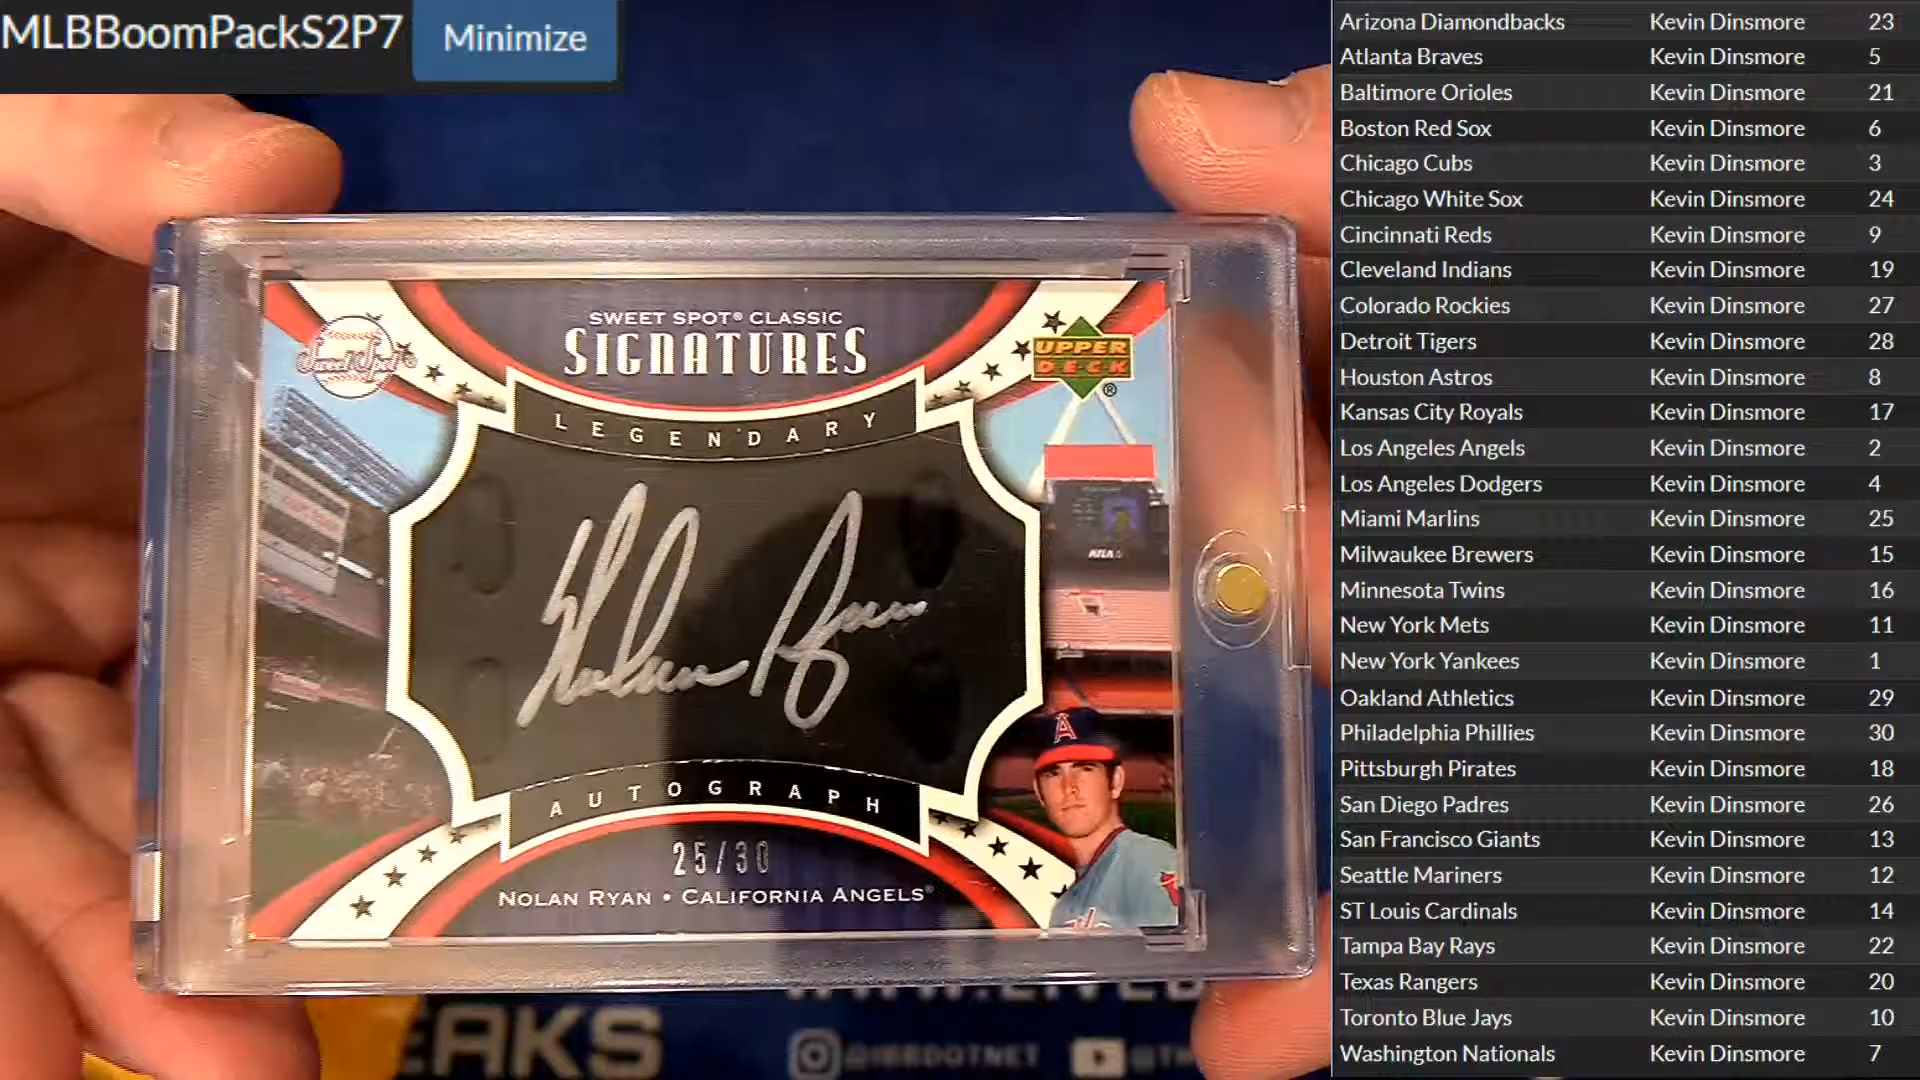 MLBBoomPackS2P7
Minimize
SWEET SPOT® CLASSIC
SIGNATURES
Sweet Spot
UPPER
DECK
®
LEGENDARY
Nolan Ryan
AUTOGRAPH
25/30
NOLAN RYAN • CALIFORNIA ANGELS®
A
EAKS
@IBBDOTNET
@TH
Arizona Diamondbacks Kevin Dinsmore 23
Atlanta Braves Kevin Dinsmore 5
Baltimore Orioles Kevin Dinsmore 21
Boston Red Sox Kevin Dinsmore 6
Chicago Cubs Kevin Dinsmore 3
Chicago White Sox Kevin Dinsmore 24
Cincinnati Reds Kevin Dinsmore 9
Cleveland Indians Kevin Dinsmore 19
Colorado Rockies Kevin Dinsmore 27
Detroit Tigers Kevin Dinsmore 28
Houston Astros Kevin Dinsmore 8
Kansas City Royals Kevin Dinsmore 17
Los Angeles Angels Kevin Dinsmore 2
Los Angeles Dodgers Kevin Dinsmore 4
Miami Marlins Kevin Dinsmore 25
Milwaukee Brewers Kevin Dinsmore 15
Minnesota Twins Kevin Dinsmore 16
New York Mets Kevin Dinsmore 11
New York Yankees Kevin Dinsmore 1
Oakland Athletics Kevin Dinsmore 29
Philadelphia Phillies Kevin Dinsmore 30
Pittsburgh Pirates Kevin Dinsmore 18
San Diego Padres Kevin Dinsmore 26
San Francisco Giants Kevin Dinsmore 13
Seattle Mariners Kevin Dinsmore 12
ST Louis Cardinals Kevin Dinsmore 14
Tampa Bay Rays Kevin Dinsmore 22
Texas Rangers Kevin Dinsmore 20
Toronto Blue Jays Kevin Dinsmore 10
Washington Nationals Kevin Dinsmore 7